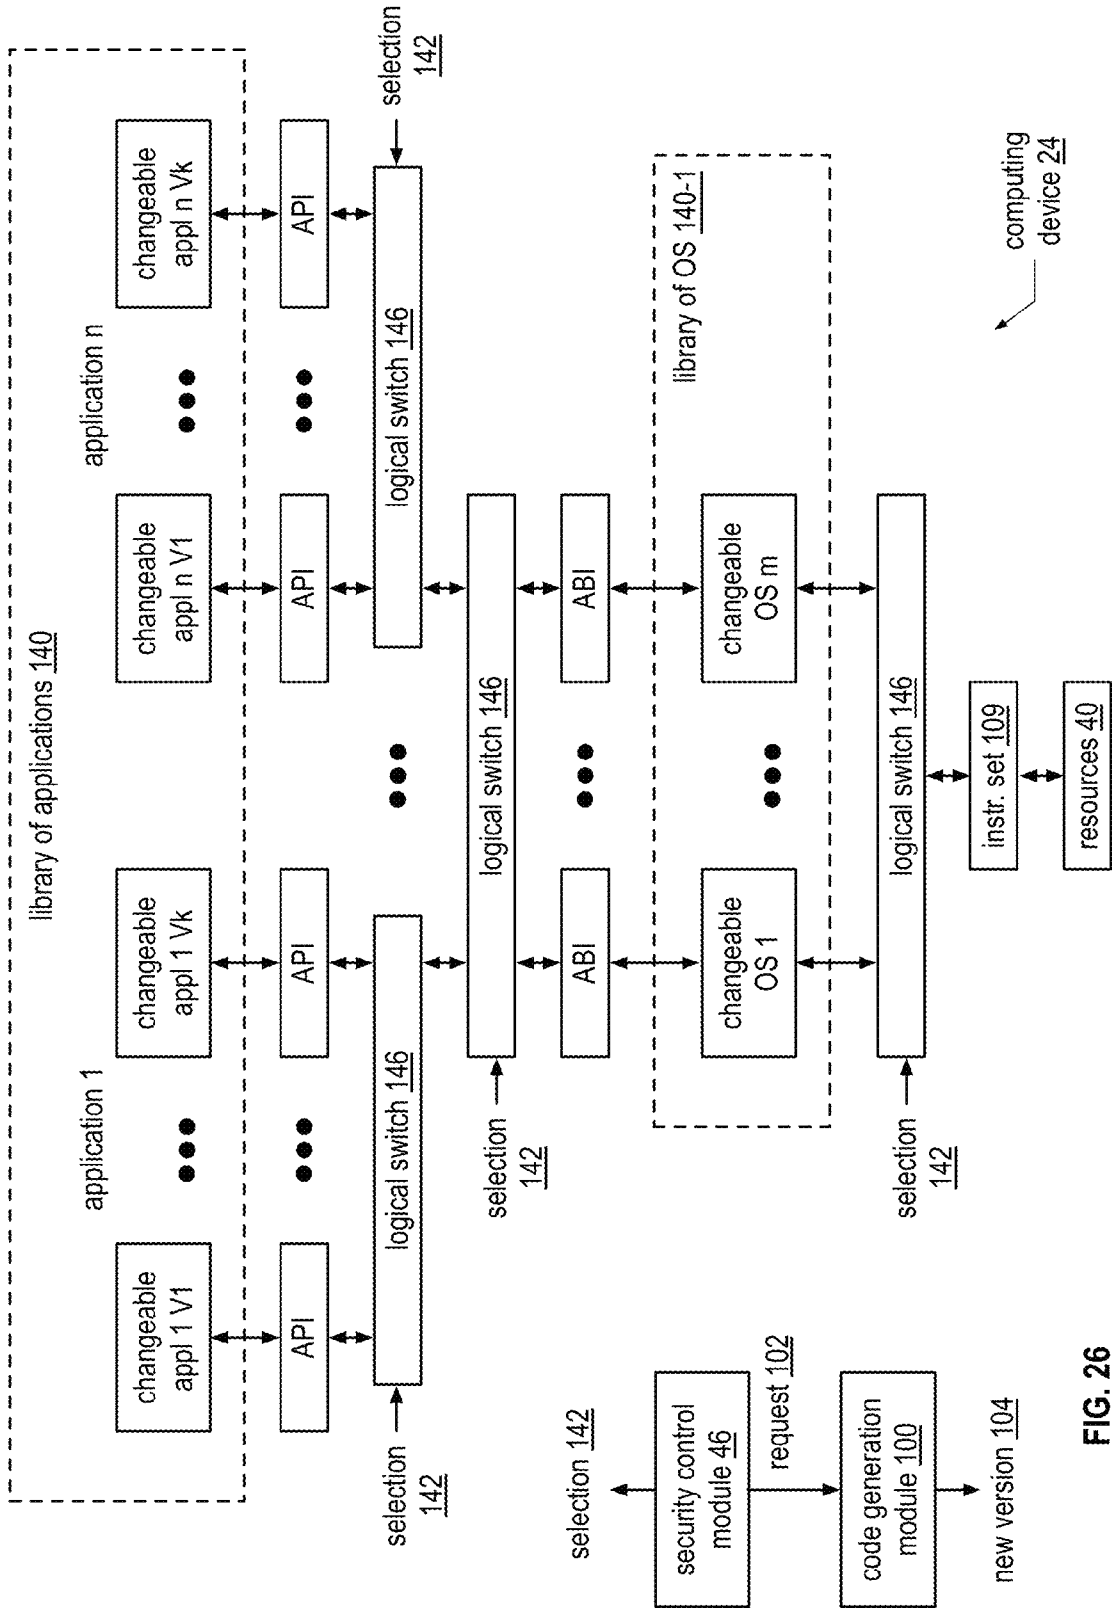 library of applications 140
application 1
application n
changeable
appl 1 V1
changeable
appl 1 Vk
changeable
appl n V1
changeable
appl n Vk
API
API
API
API
selection
142
logical switch 146
logical switch 146
selection
142
selection
142
logical switch 146
ABI
ABI
library of OS 140-1
changeable
OS 1
changeable
OS m
selection
142
logical switch 146
instr. set 109
resources 40
computing
device 24
selection 142
security control
module 46
request 102
code generation
module 100
new version 104
FIG. 26